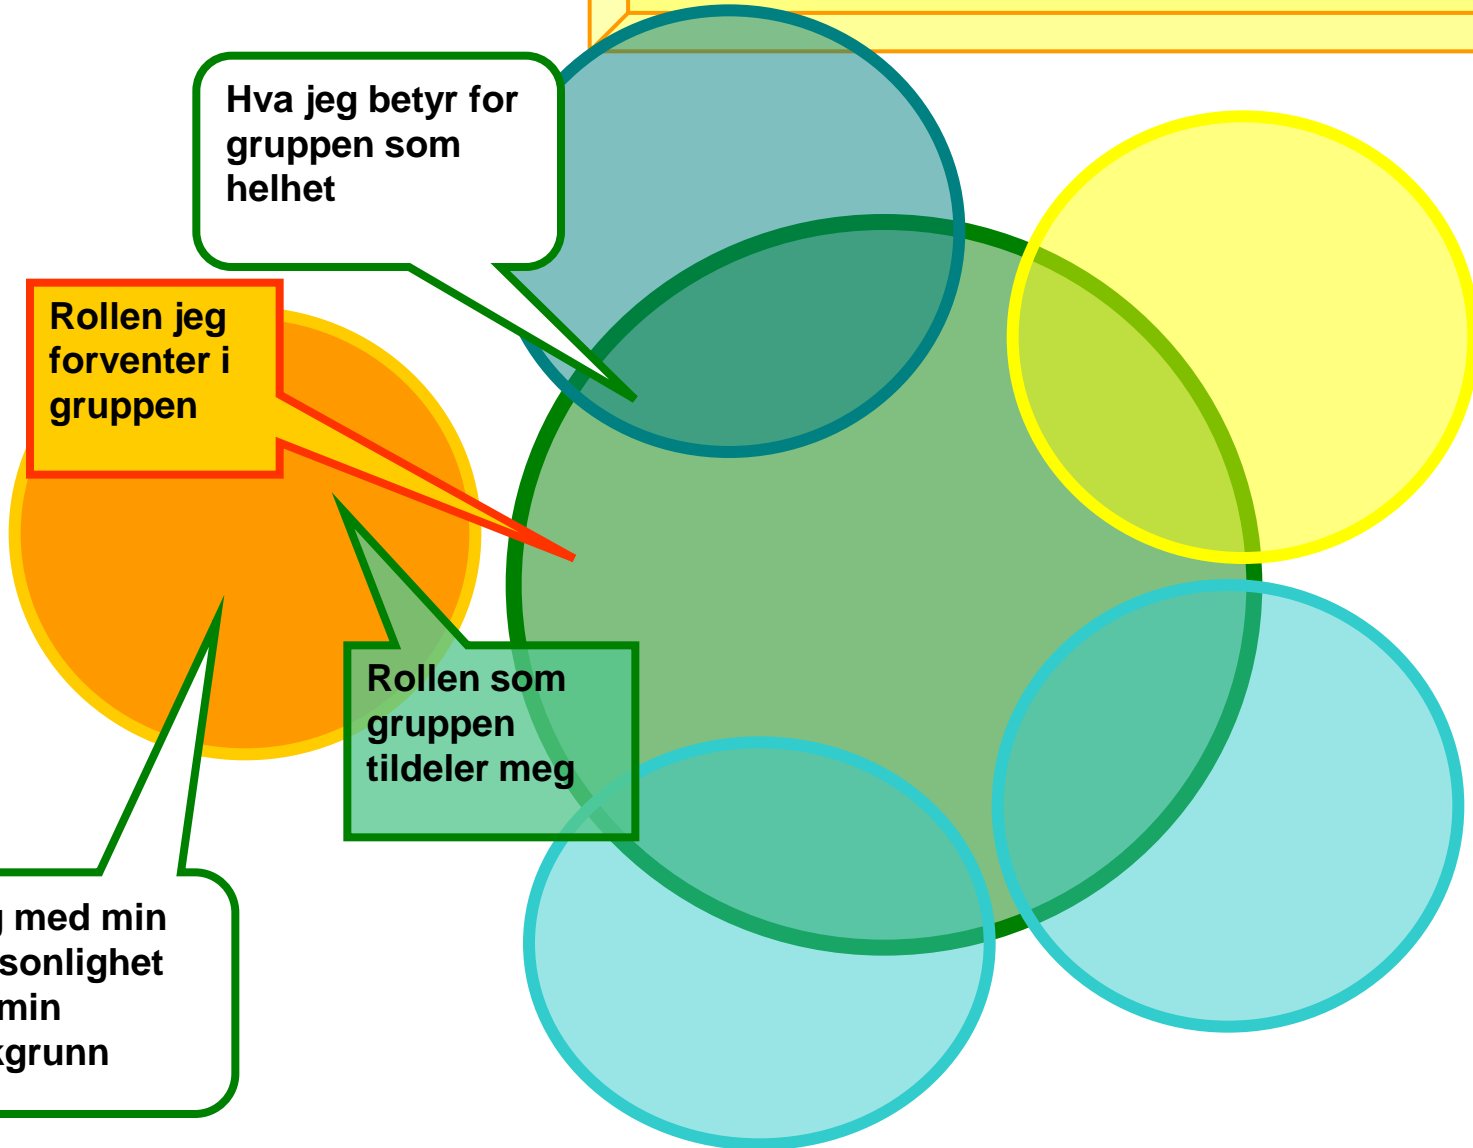 Hva jeg betyr for
gruppen som
helhet
Rollen jeg
forventer i
gruppen
Rollen som
gruppen
tildeler meg
med min
min